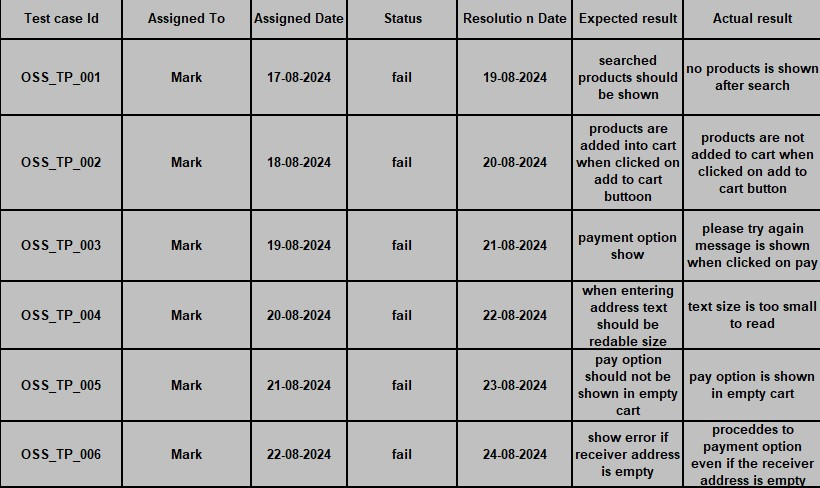 Test case Id Assigned To Assigned Date Status Resolutio n Date Expected result Actual result
OSS_TP_001 Mark 17-08-2024 fail 19-08-2024
searched
products should
be shown
no products is shown
after search
OSS_TP_002 Mark 18-08-2024 fail 20-08-2024
products are
added into cart
when clicked on
add to cart
buttoon
products are not
added to cart when
clicked on add to
cart button
OSS_TP_003 Mark 19-08-2024 fail 21-08-2024
payment option
show
please try again
message is shown
when clicked on pay
OSS_TP_004 Mark 20-08-2024 fail 22-08-2024
when entering
address text
should be
redable size
text size is too small
to read
OSS_TP_005 Mark 21-08-2024 fail 23-08-2024
pay option
should not be
shown in empty
cart
pay option is shown
in empty cart
OSS_TP_006 Mark 22-08-2024 fail 24-08-2024
show error if
receiver address
is empty
proceddes to
payment option
even if the receiver
address is empty